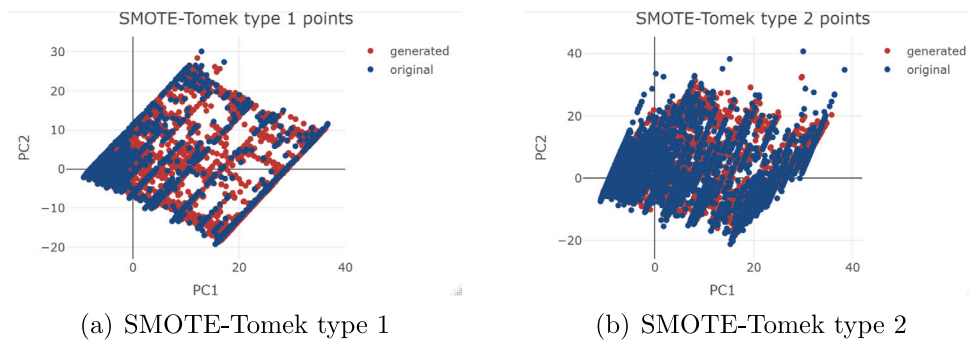 SMOTE-Tomek type 1 points
30
20
10
0
−10
−20
PC2
0
20
40
PC1
generated
original
(a) SMOTE-Tomek type 1
SMOTE-Tomek type 2 points
40
20
0
−20
PC2
0
20
40
PC1
generated
original
(b) SMOTE-Tomek type 2